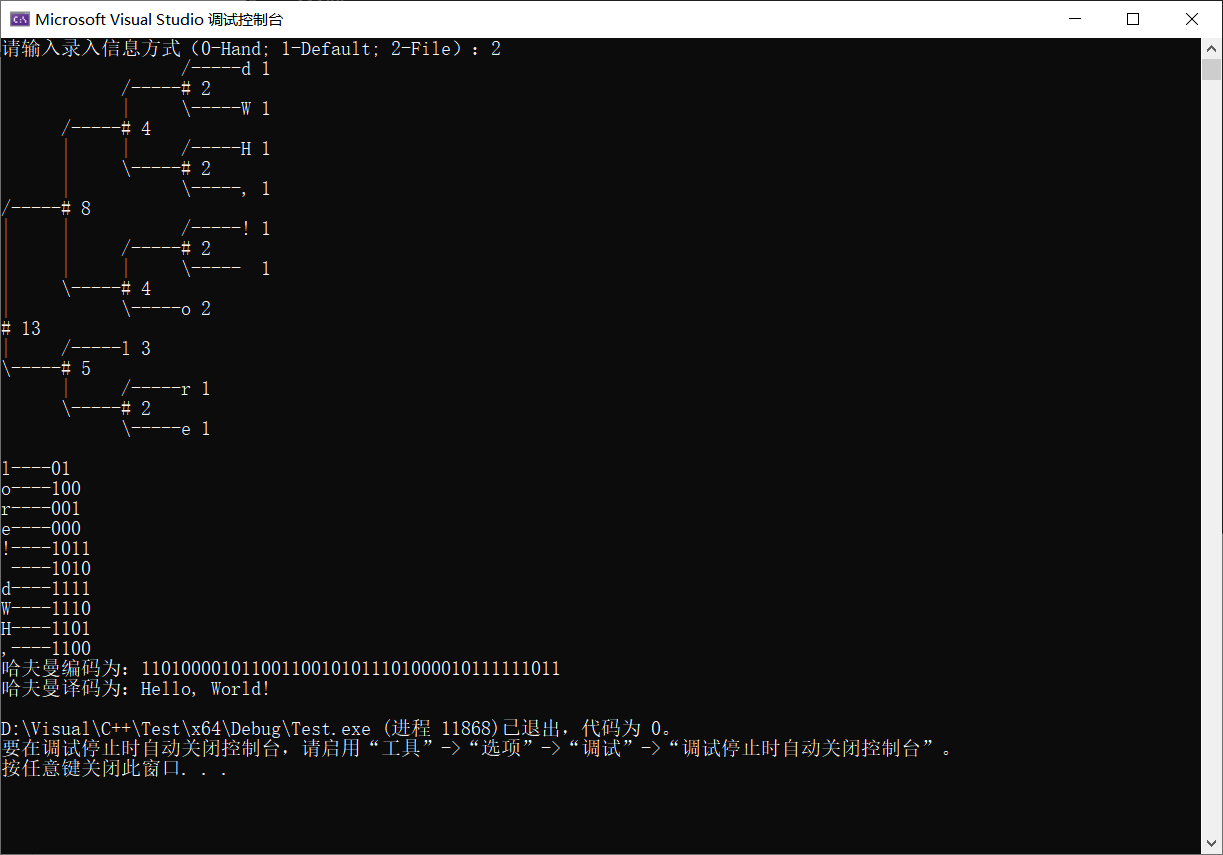 Microsoft Visual Studio 调试控制台
请输入录入信息方式（0-Hand; 1-Default; 2-File）: 2
                  /-----d 1
            /-----# 2
            |     \-----W 1
      /-----# 4
      |     |     /-----H 1
      |     \-----# 2
      |           \-----, 1
/-----# 8
|     |           /-----! 1
|     |     /-----# 2
|     |     |     \-----  1
|     \-----# 4
|           \-----o 2
# 13
|     /-----l 3
\-----# 5
      |     /-----r 1
      \-----# 2
            \-----e 1
l----01
o----100
r----001
e----000
!----1011
 ----1010
d----1111
W----1110
H----1101
,----1100
哈夫曼编码为: 110100001011001100101011101000010111111011
哈夫曼译码为: Hello, World!
D:\Visual\C++\Test\x64\Debug\Test.exe (进程 11868)已退出，代码为 0。
要在调试停止时自动关闭控制台，请启用“工具”->“选项”->“调试”->“调试停止时自动关闭控制台”。
按任意键关闭此窗口. . .